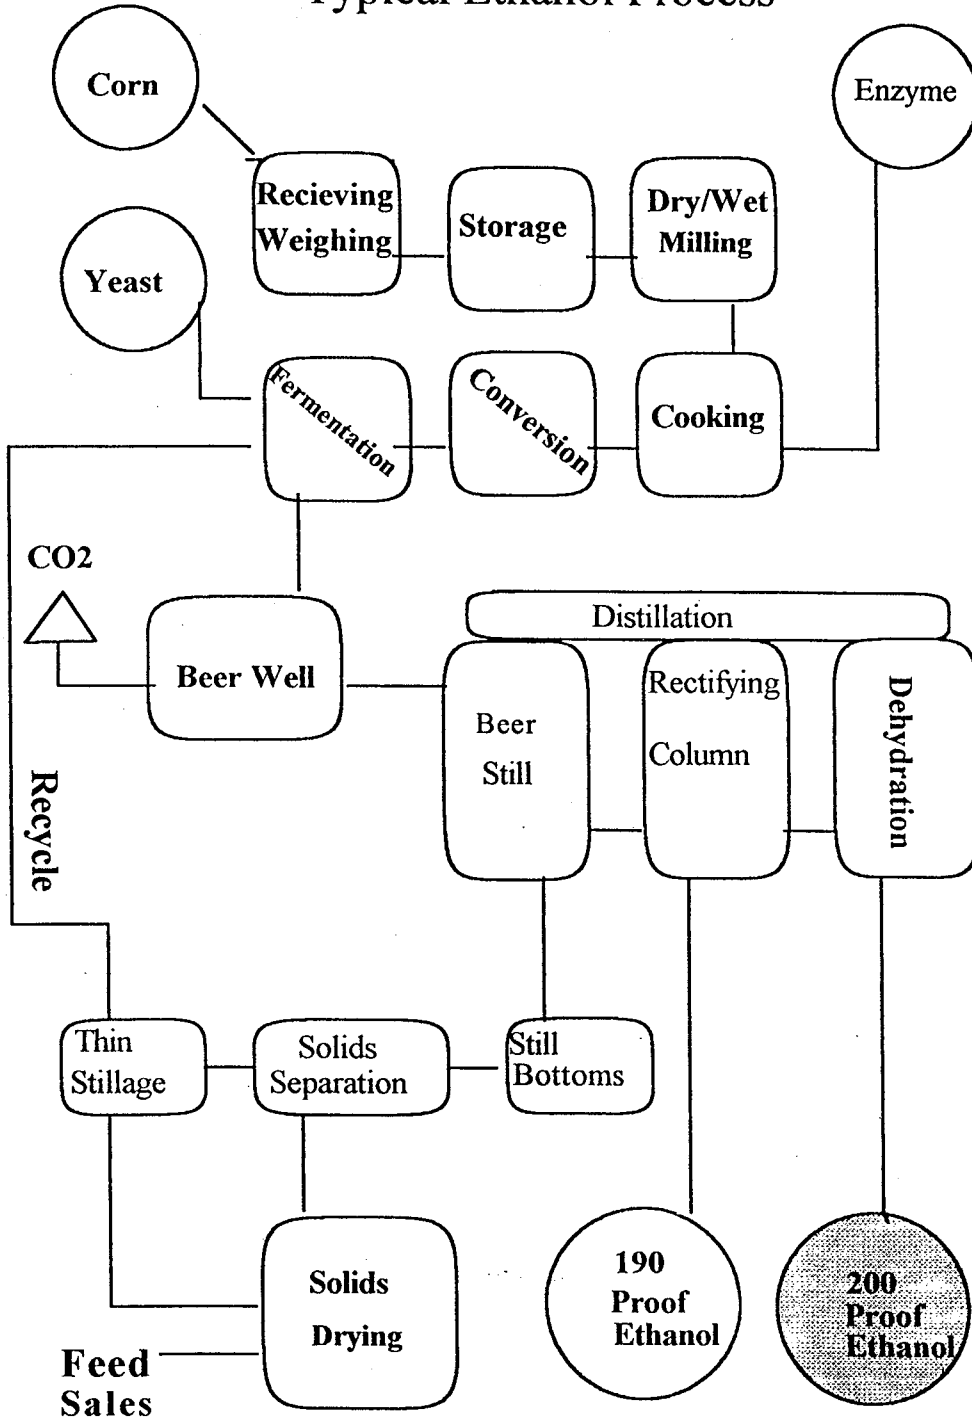 Typical Ethanol Process
Corn
Enzyme
Recieving
Weighing
Storage
Dry/Wet
Milling
Yeast
Fermentation
Conversion
Cooking
CO2
Distillation
Beer Well
Beer
Still
Rectifying
Column
Dehydration
Recycle
Thin
Stillage
Solids
Separation
Still
Bottoms
Solids
Drying
190
Proof
Ethanol
200
Proof
Ethanol
Feed
Sales